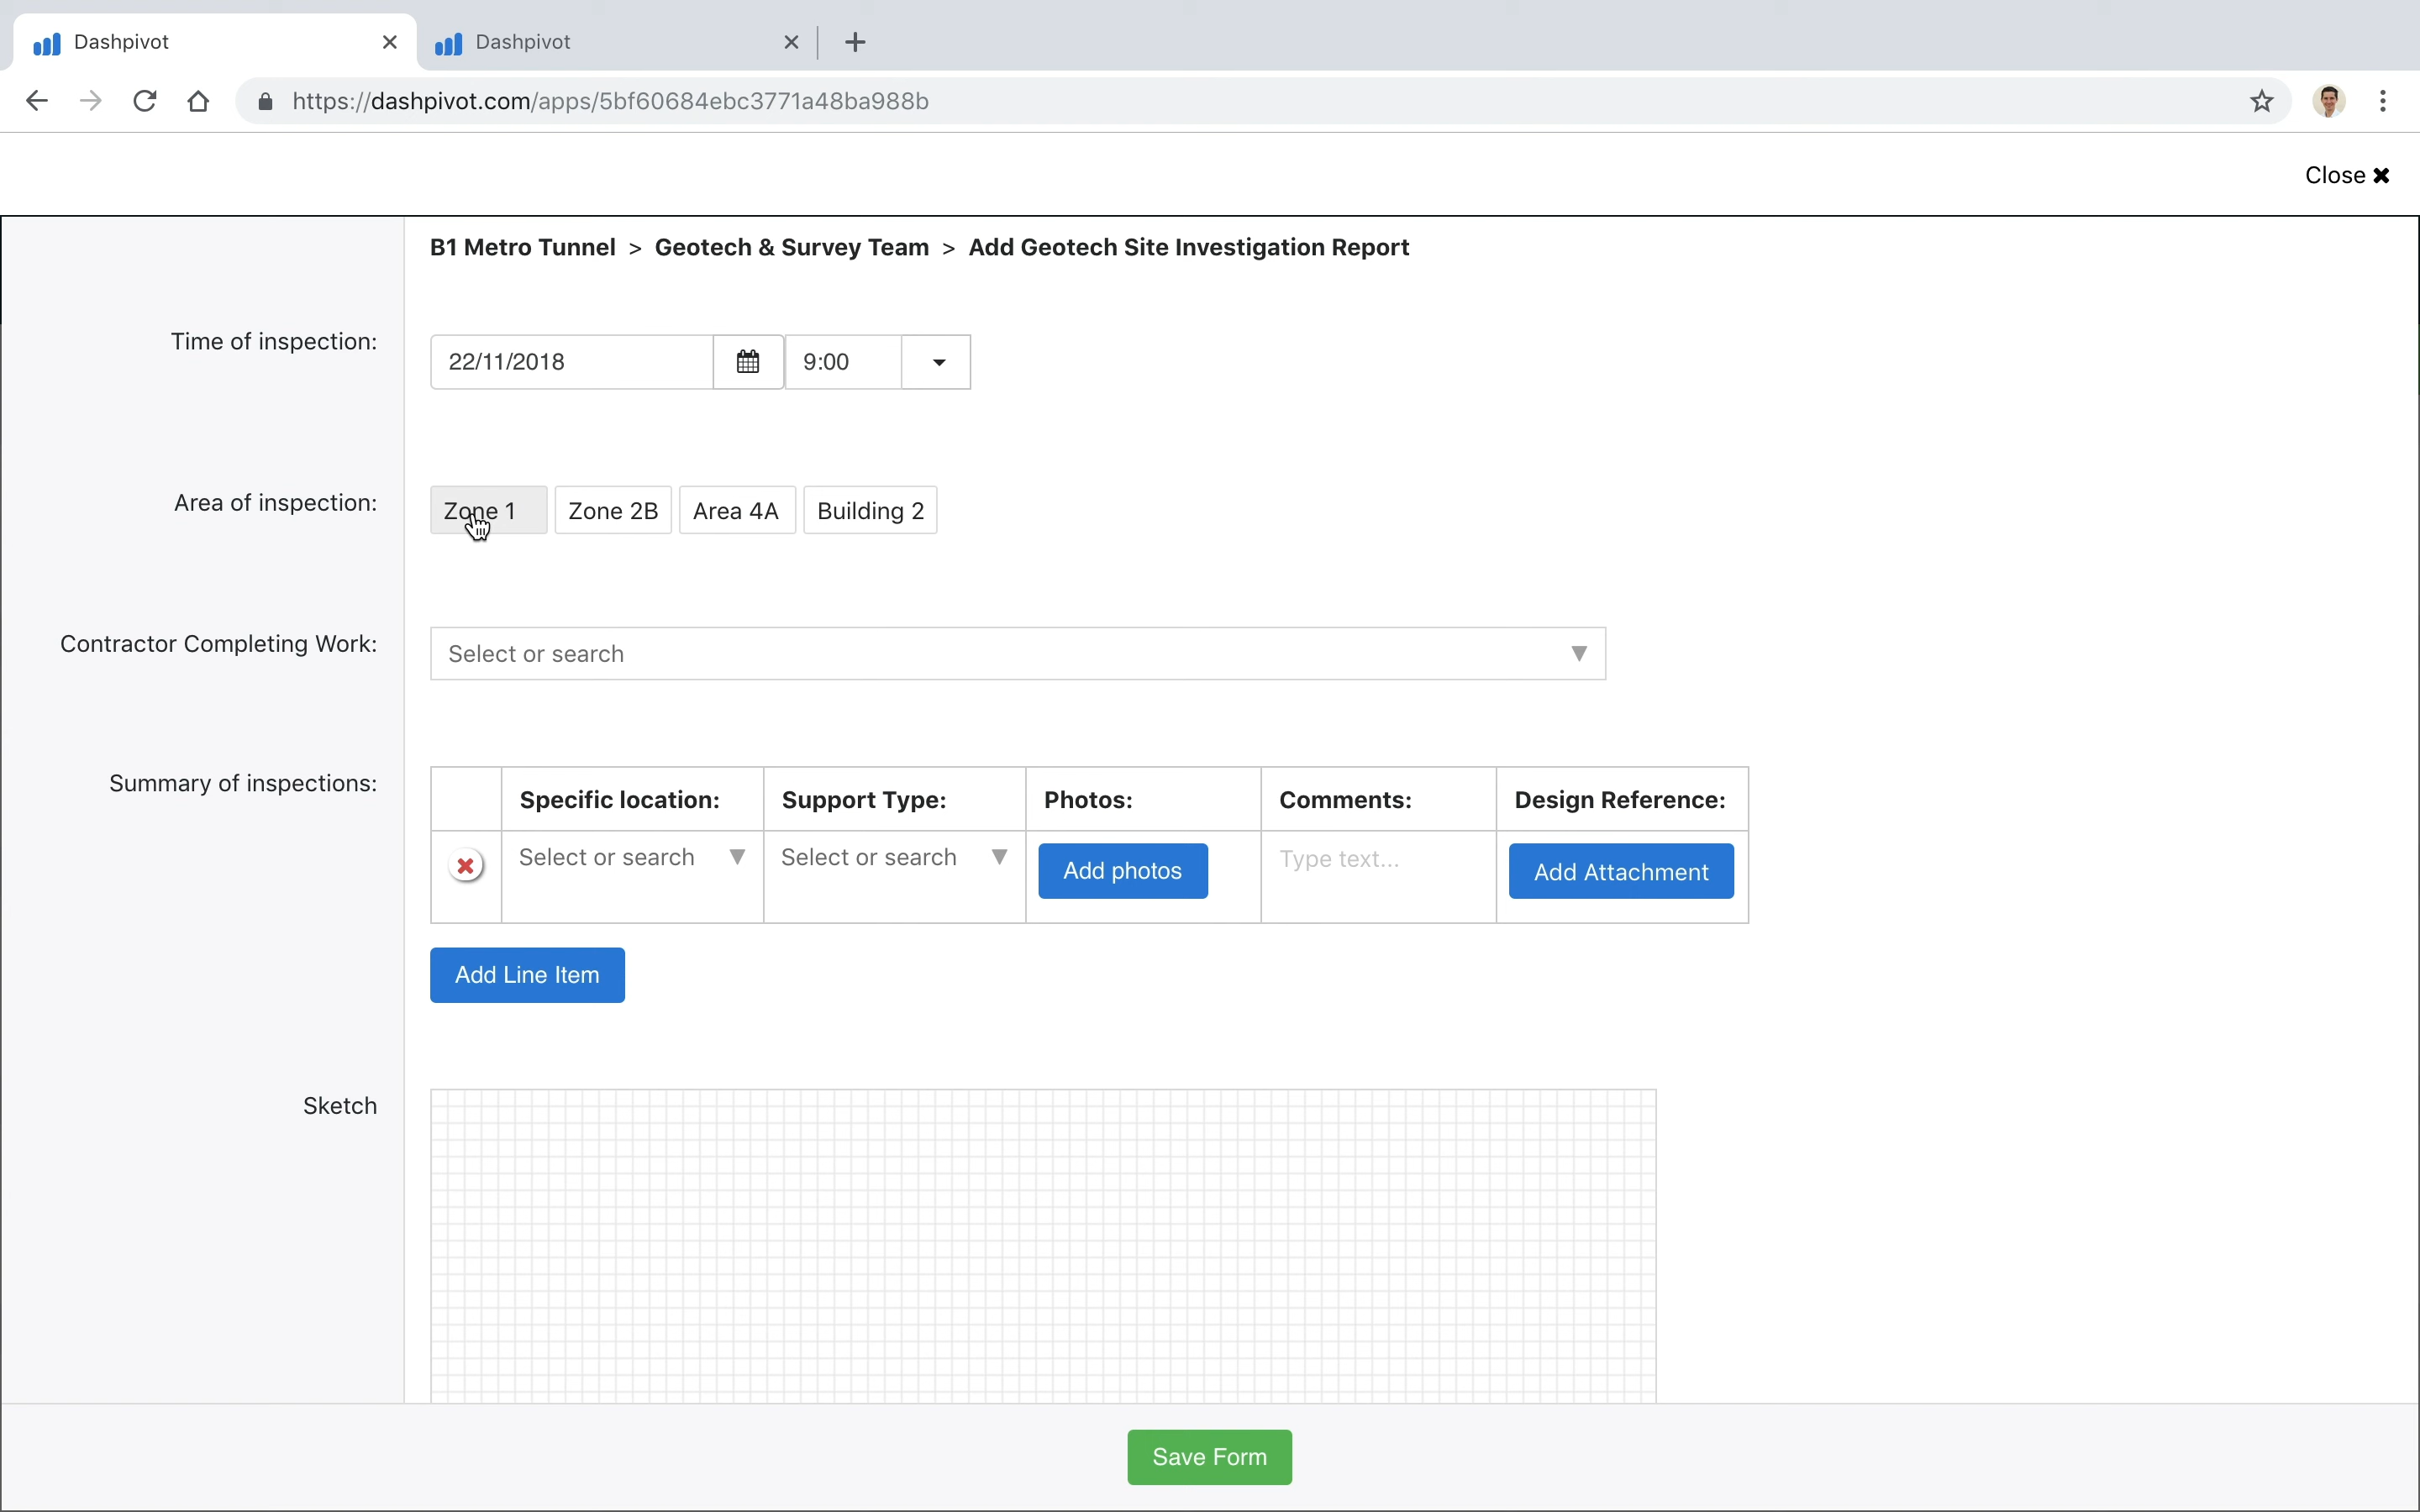 Dashpivot
Dashpivot
https://dashpivot.com/apps/5bf60684ebc3771a48ba988b
Close
B1 Metro Tunnel > Geotech & Survey Team > Add Geotech Site Investigation Report
Time of inspection:
22/11/2018
9:00
Area of inspection:
Zone 1
Zone 2B
Area 4A
Building 2
Contractor Completing Work:
Select or search
Summary of inspections:
Specific location:
Support Type:
Photos:
Comments:
Design Reference:
Select or search
Select or search
Add photos
Type text...
Add Attachment
Add Line Item
Sketch
Save Form